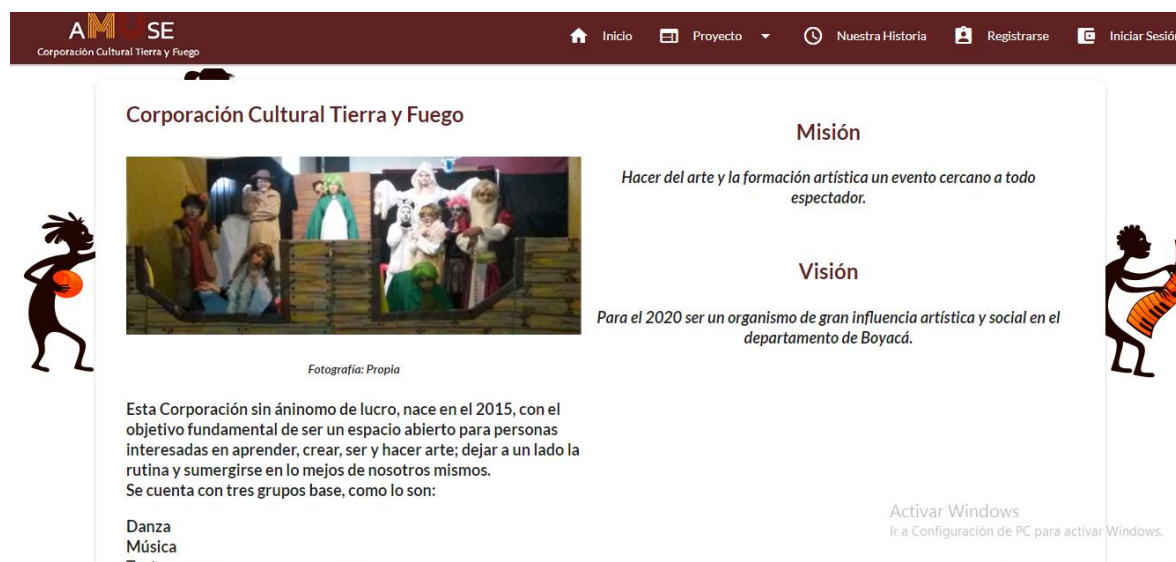 AMUSE
Corporación Cultural Tierra y Fuego
Inicio
Proyecto
Nuestra Historia
Registrarse
Iniciar Sesión
Corporación Cultural Tierra y Fuego
Fotografía: Propia
Esta Corporación sin áninomo de lucro, nace en el 2015, con el
objetivo fundamental de ser un espacio abierto para personas
interesadas en aprender, crear, ser y hacer arte; dejar a un lado la
rutina y sumergirse en lo mejos de nosotros mismos.
Se cuenta con tres grupos base, como lo son:
Danza
Música
Misión
Hacer del arte y la formación artística un evento cercano a todo
espectador.
Visión
Para el 2020 ser un organismo de gran influencia artística y social en el
departamento de Boyacá.
Activar Windows
Ir a Configuración de PC para activar Windows.